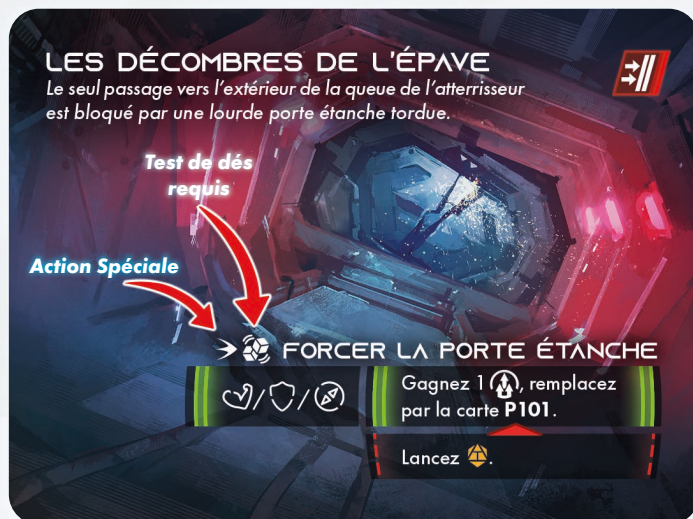 LES DÉCOMBRES DE L'ÉPAVE
Le seul passage vers l'extérieur de la queue de l'atterrisseur
est bloqué par une lourde porte étanche tordue.
Test de dés
requis
Action Spéciale
FORCER LA PORTE ÉTANCHE
/ /
Gagnez 1 , remplacez
par la carte P101.
Lancez .